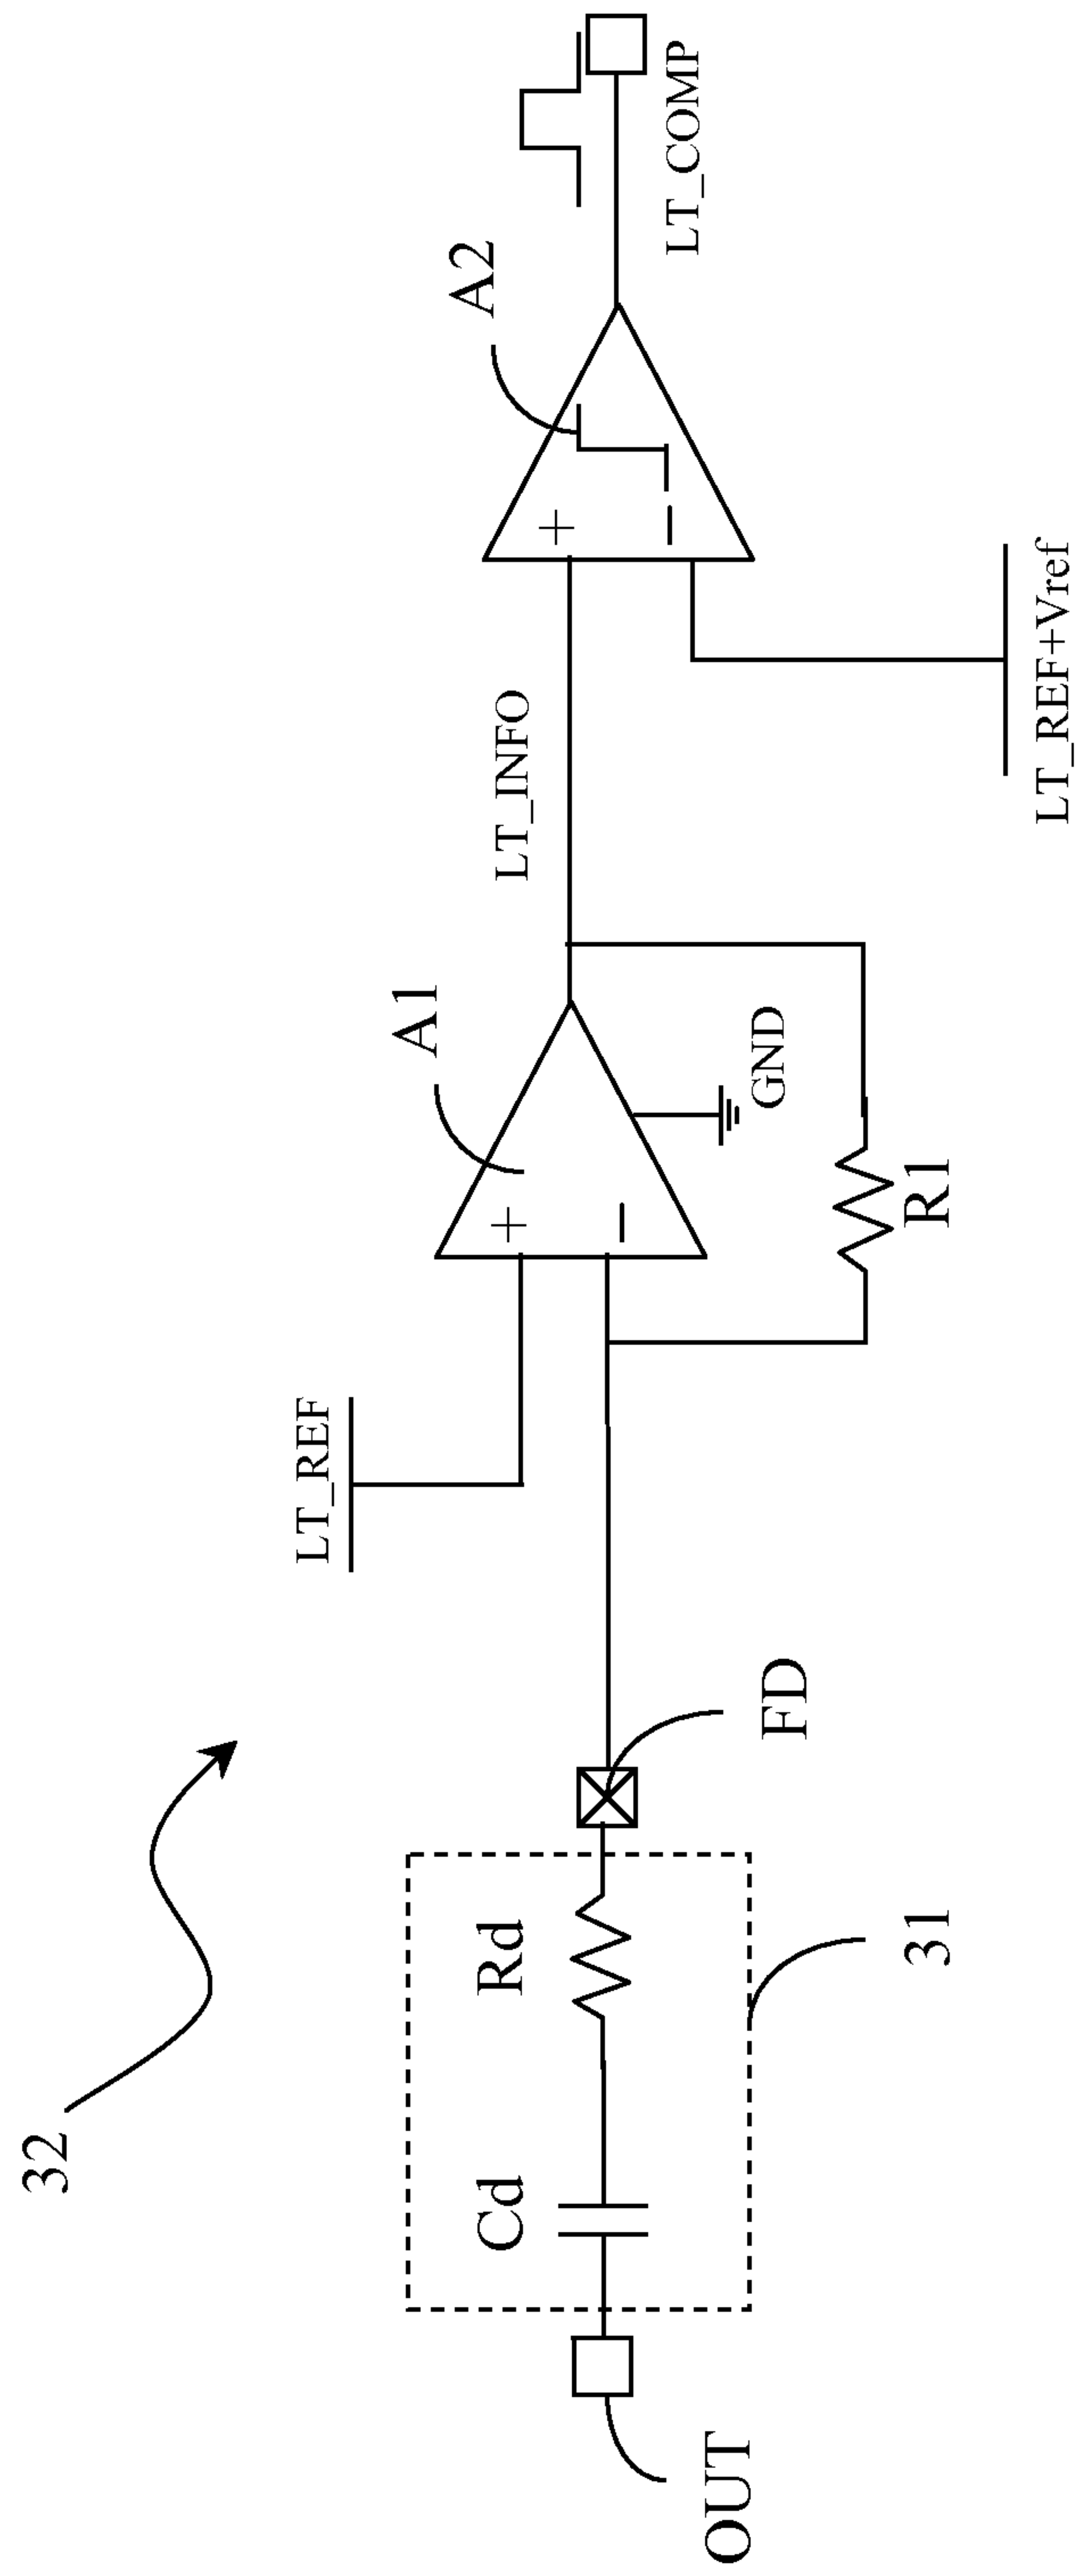 32
OUT
Cd
Rd
31
FD
LT_REF
+
−
A1
GND
R1
LT_INFO
+
−
A2
LT_REF+Vref
LT_COMP